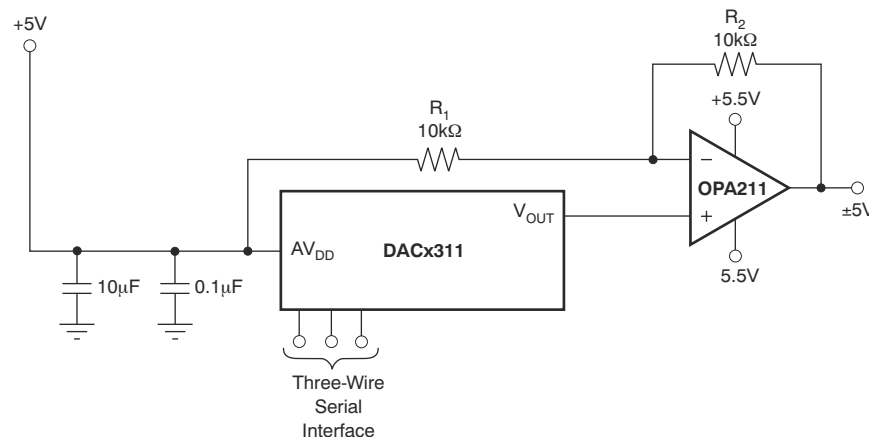 +5V
R2
10kΩ
+5.5V
R1
10kΩ
−
OPA211
+
±5V
VOUT
AVDD
DACx311
10μF
0.1μF
5.5V
Three-Wire
Serial
Interface